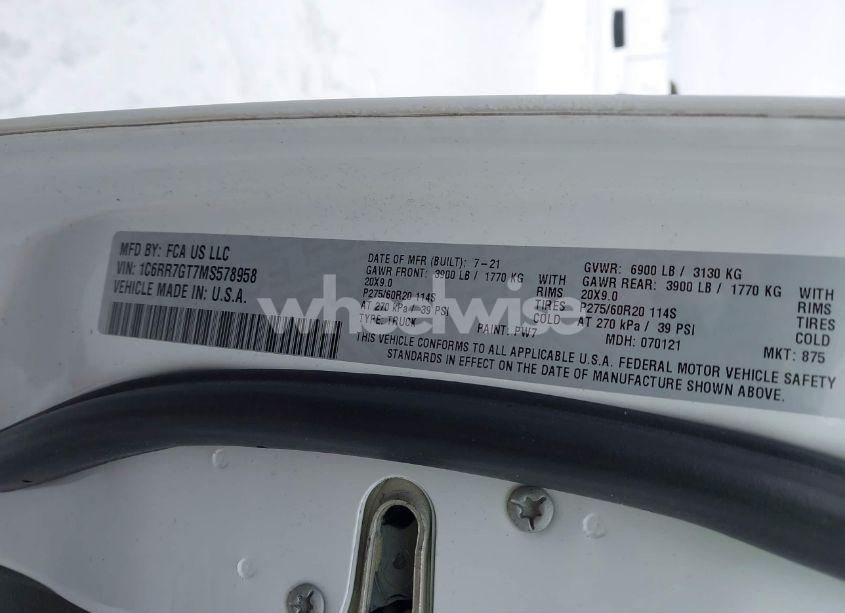 MFD BY: FCA US LLC
VIN: 1C6RR7GT7MS578958
VEHICLE MADE IN: U.S.A.
DATE OF MFR (BUILT): 7-21
GAWR FRONT: 3900 LB / 1770 KG WITH
20X9.0 RIMS
P275/60R20 114S TIRES
AT 270 kPa / 39 PSI COLD
TYPE: TRUCK PAINT: PW7
GVWR: 6900 LB / 3130 KG
GAWR REAR: 3900 LB / 1770 KG WITH
20X9.0 RIMS
P275/60R20 114S TIRES
AT 270 kPa / 39 PSI COLD
MDH: 070121 MKT: 875
THIS VEHICLE CONFORMS TO ALL APPLICABLE U.S.A. FEDERAL MOTOR VEHICLE SAFETY
STANDARDS IN EFFECT ON THE DATE OF MANUFACTURE SHOWN ABOVE.
wheelwise